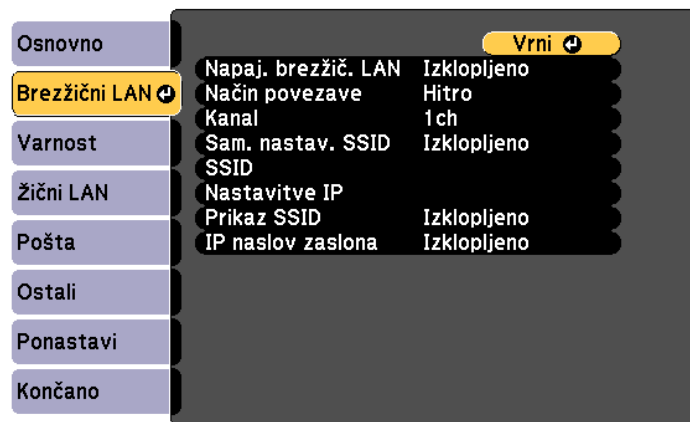 Osnovno
Brezžični LAN
Varnost
Žični LAN
Pošta
Ostali
Ponastavi
Končano
Vrni
Napaj. brezžič. LAN Izklopljeno
Način povezave Hitro
Kanal 1ch
Sam. nastav. SSID Izklopljeno
SSID
Nastavitve IP
Prikaz SSID Izklopljeno
IP naslov zaslona Izklopljeno